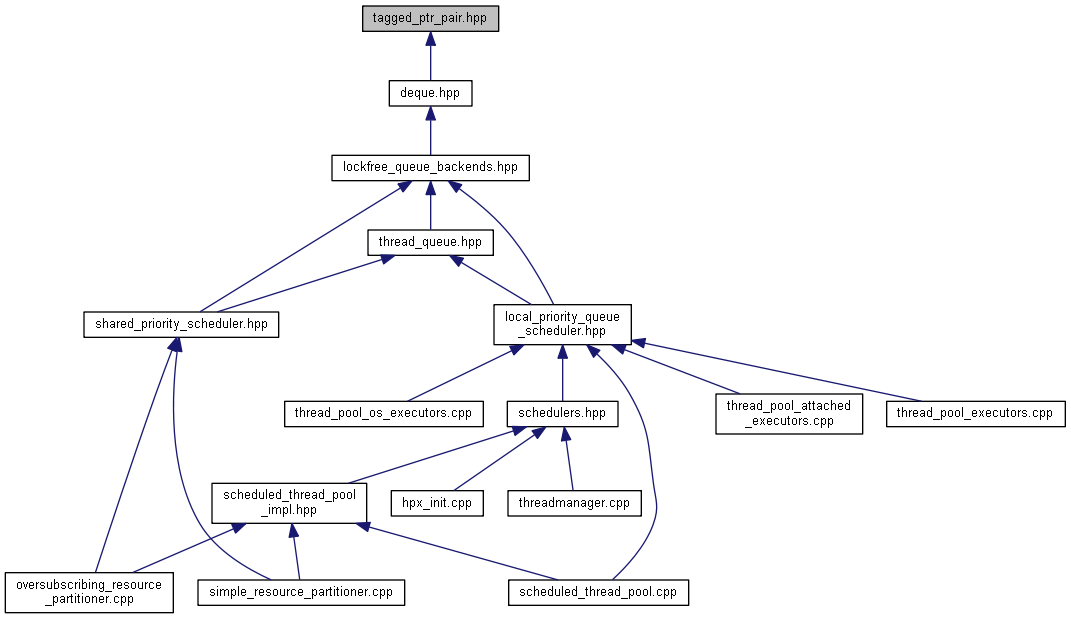 tagged_ptr_pair.hpp
deque.hpp
lockfree_queue_backends.hpp
thread_queue.hpp
shared_priority_scheduler.hpp
local_priority_queue
_scheduler.hpp
thread_pool_os_executors.cpp
schedulers.hpp
thread_pool_attached
_executors.cpp
thread_pool_executors.cpp
scheduled_thread_pool
_impl.hpp
hpx_init.cpp
threadmanager.cpp
oversubscribing_resource
_partitioner.cpp
simple_resource_partitioner.cpp
scheduled_thread_pool.cpp